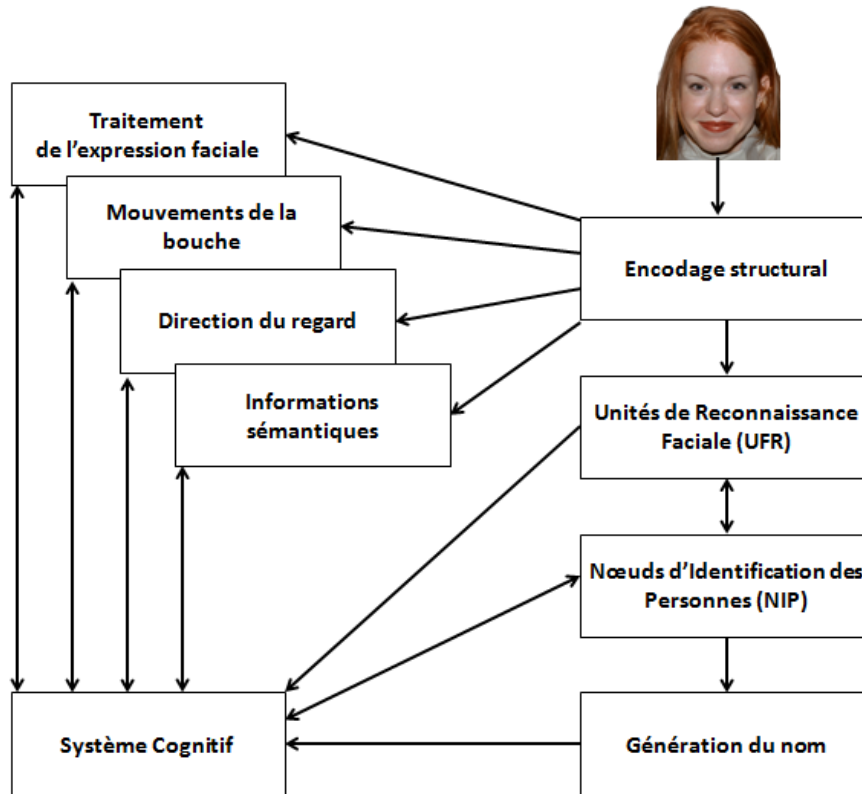 Traitement
de l'expression faciale
Mouvements de la
bouche
Direction du regard
Informations
sémantiques
Système Cognitif
Encodage structural
Unités de Reconnaissance
Faciale (UFR)
Nœuds d'Identification des
Personnes (NIP)
Génération du nom